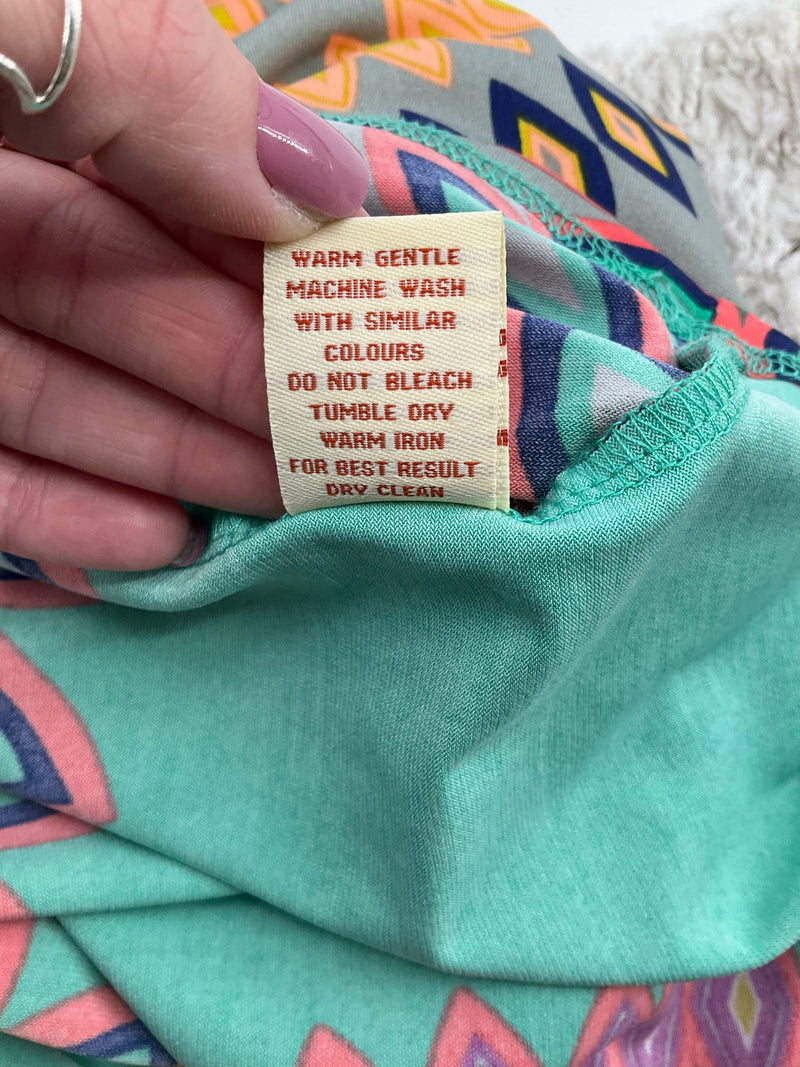 WARM GENTLE
MACHINE WASH
WITH SIMILAR
COLOURS
DO NOT BLEACH
TUMBLE DRY
WARM IRON
FOR BEST RESULT
DRY CLEAN